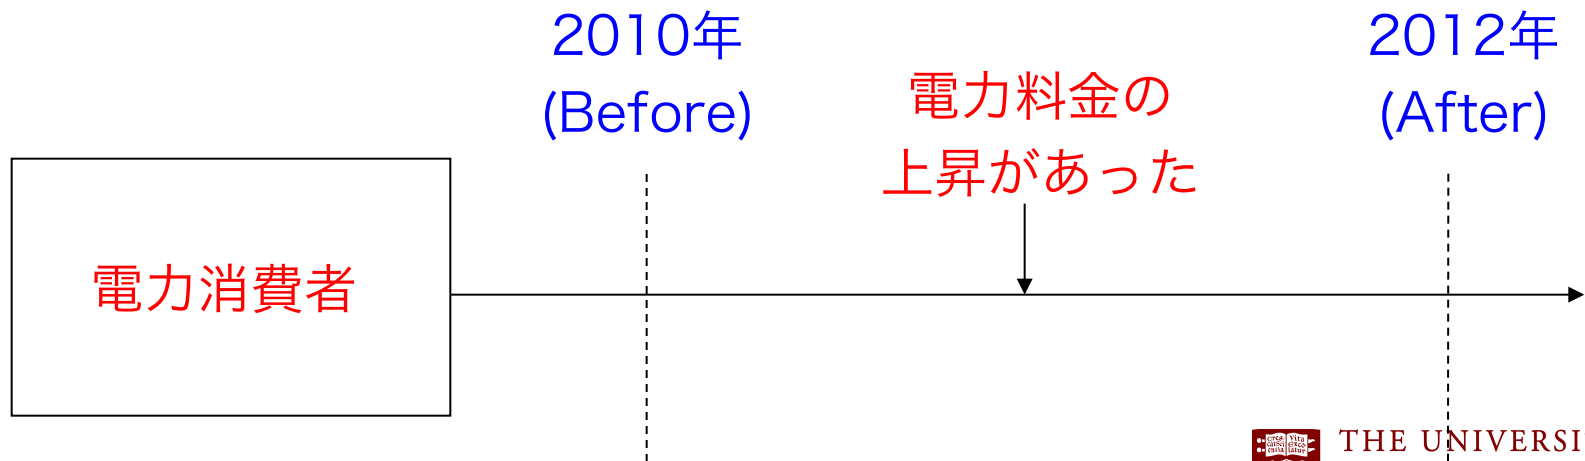 2010年
(Before)
電力料金の
上昇があった
2012年
(After)
電力消費者
THE UNIVERSI